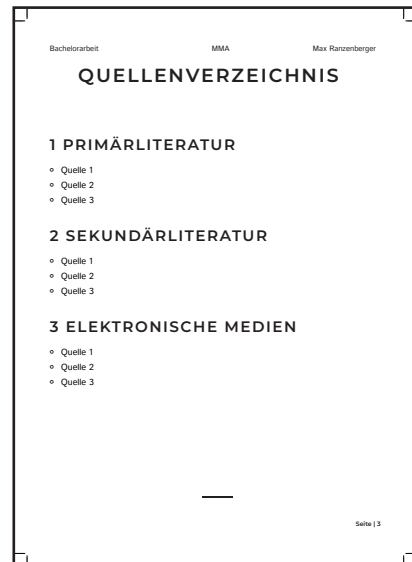 Bachelorarbeit MMA Max Ranzenberger
QUELLENVERZEICHNIS
1 PRIMÄRLITERATUR
Quelle 1
Quelle 2
Quelle 3
2 SEKUNDÄRLITERATUR
Quelle 1
Quelle 2
Quelle 3
3 ELEKTRONISCHE MEDIEN
Quelle 1
Quelle 2
Quelle 3
Seite | 3